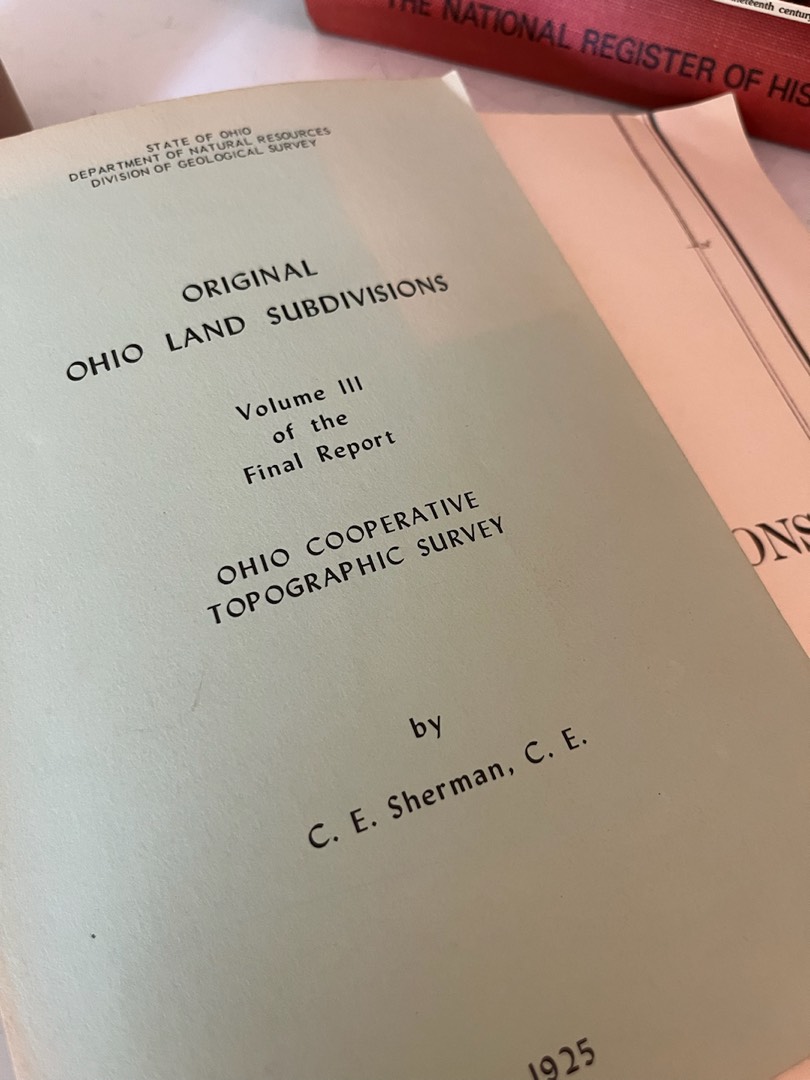 THE NATIONAL REGISTER OF HIS
STATE OF OHIO
DEPARTMENT OF NATURAL RESOURCES
DIVISION OF GEOLOGICAL SURVEY
ORIGINAL
OHIO LAND SUBDIVISIONS
Volume III
of the
Final Report
OHIO COOPERATIVE
TOPOGRAPHIC SURVEY
by
C. E. Sherman, C. E.
1925
ONS